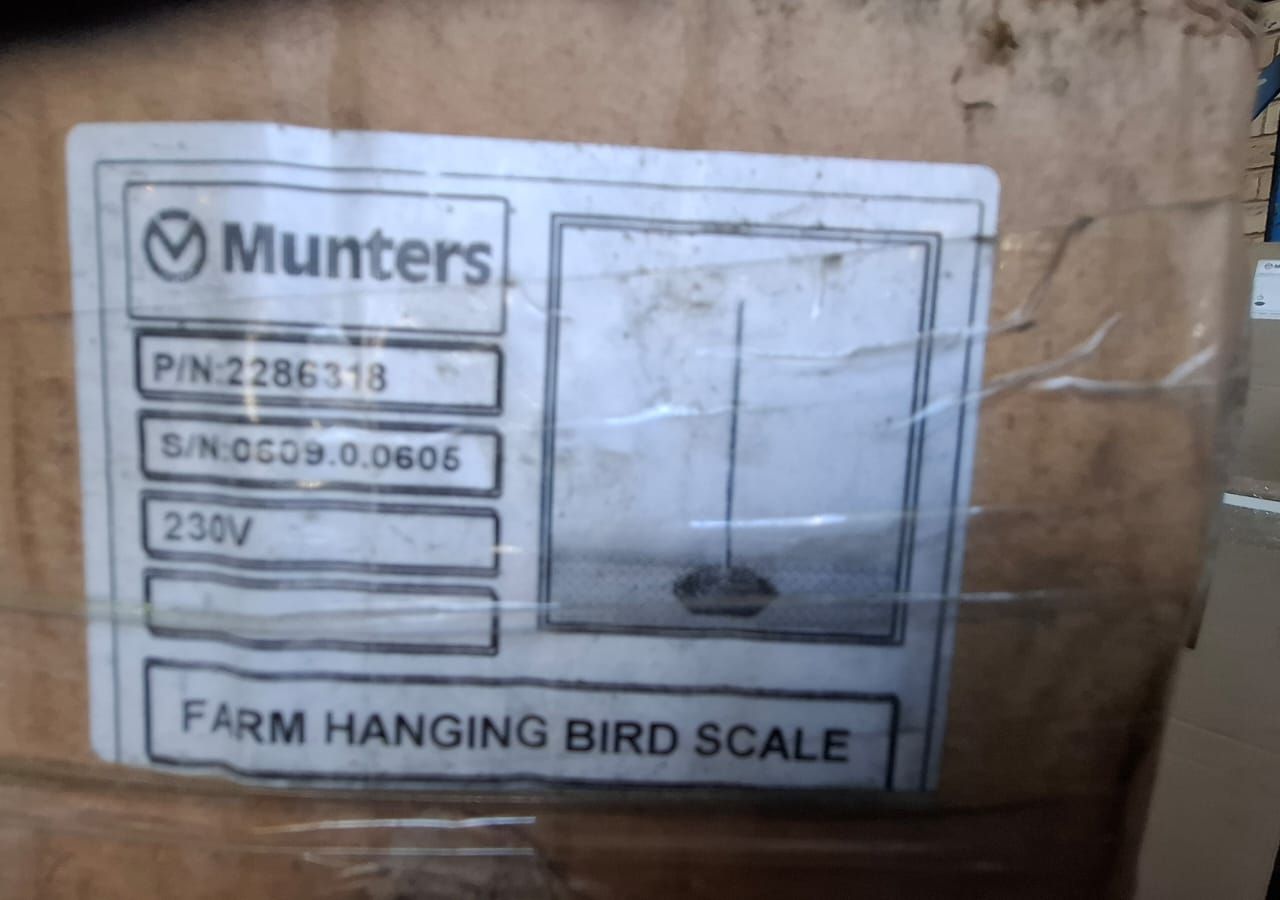 Munters
P/N:2286318
S/N:0609.0.0605
230V
FARM HANGING BIRD SCALE